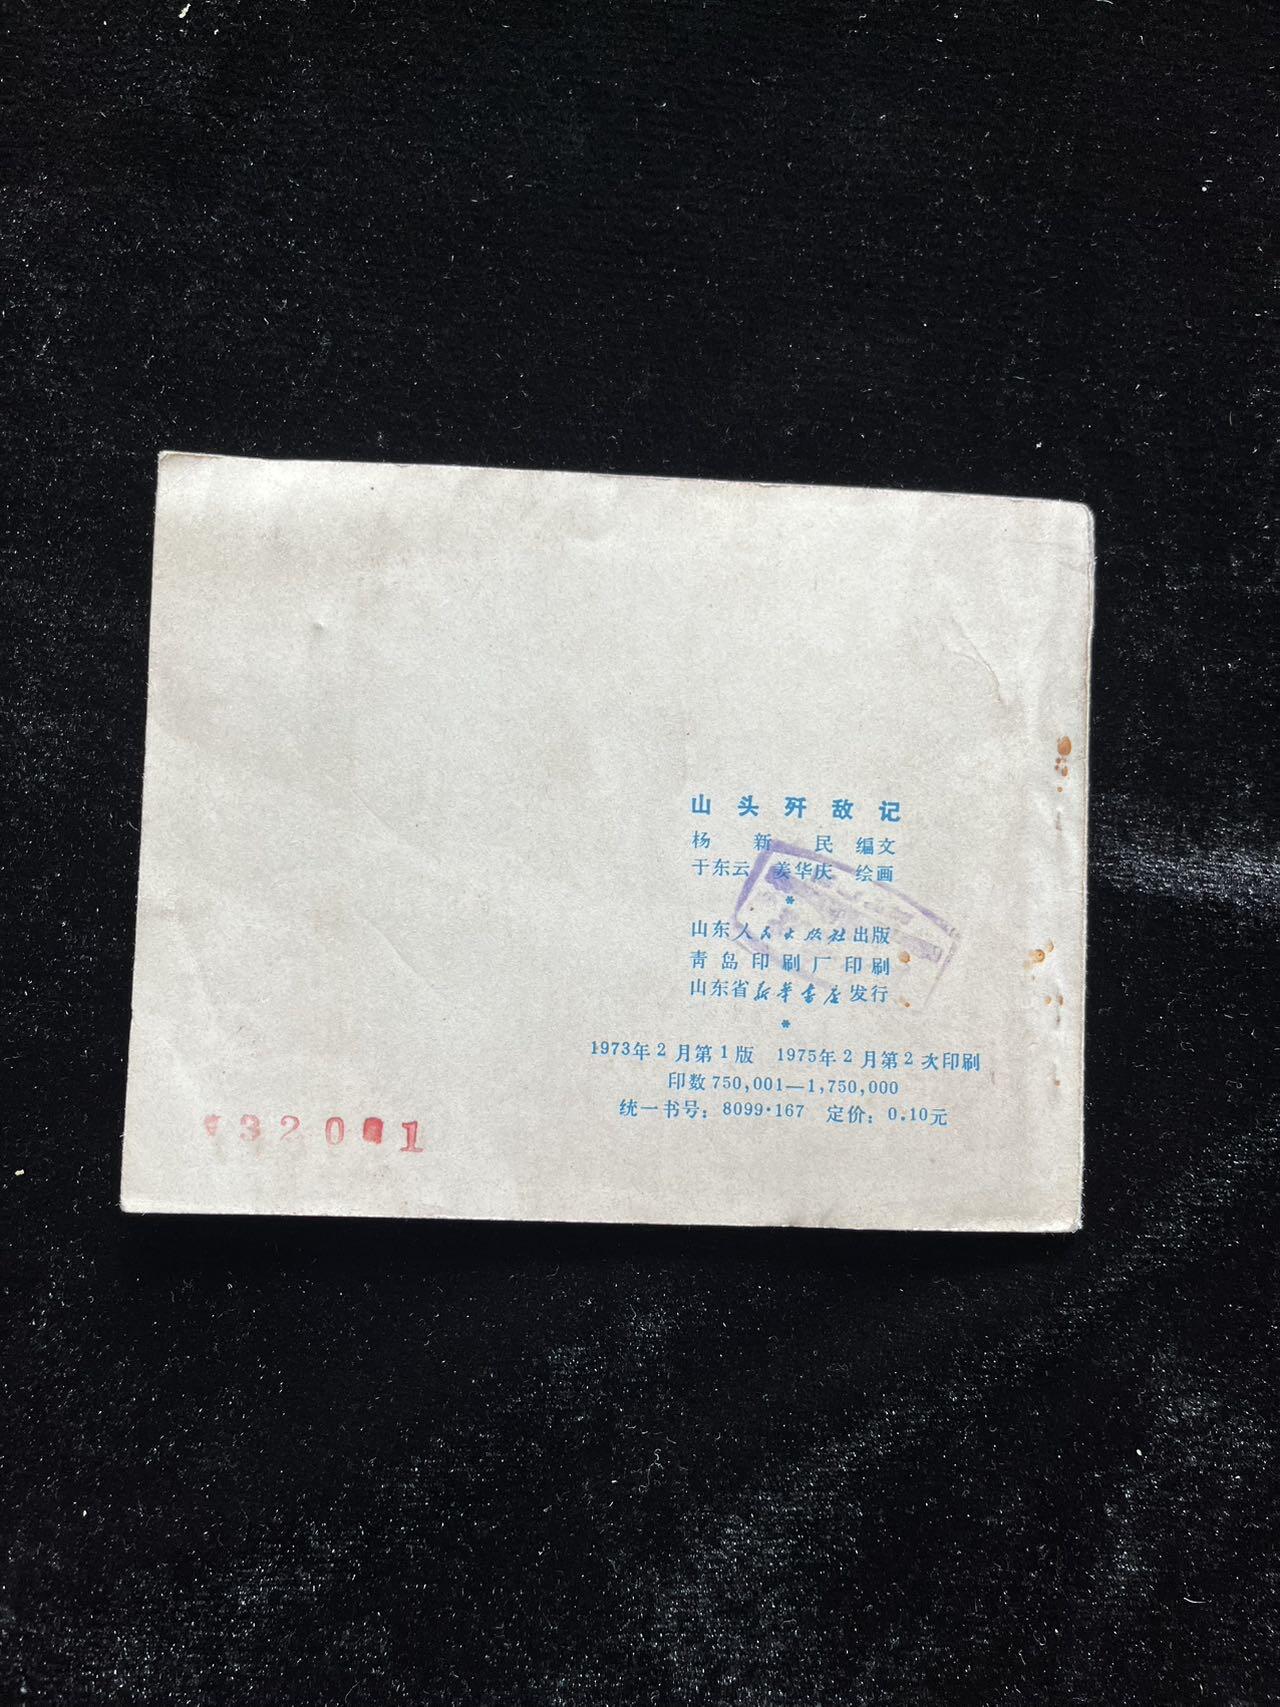 山头歼敌记
杨新民 编文
于东云 姜华庆 绘画
*
山东人民出版社出版
青岛印刷厂印刷
山东省新华书店发行
*
1973年2月第1版 1975年2月第2次印刷
印数 750,001—1,750,000
统一书号：8099·167 定价：0.10元
320 1